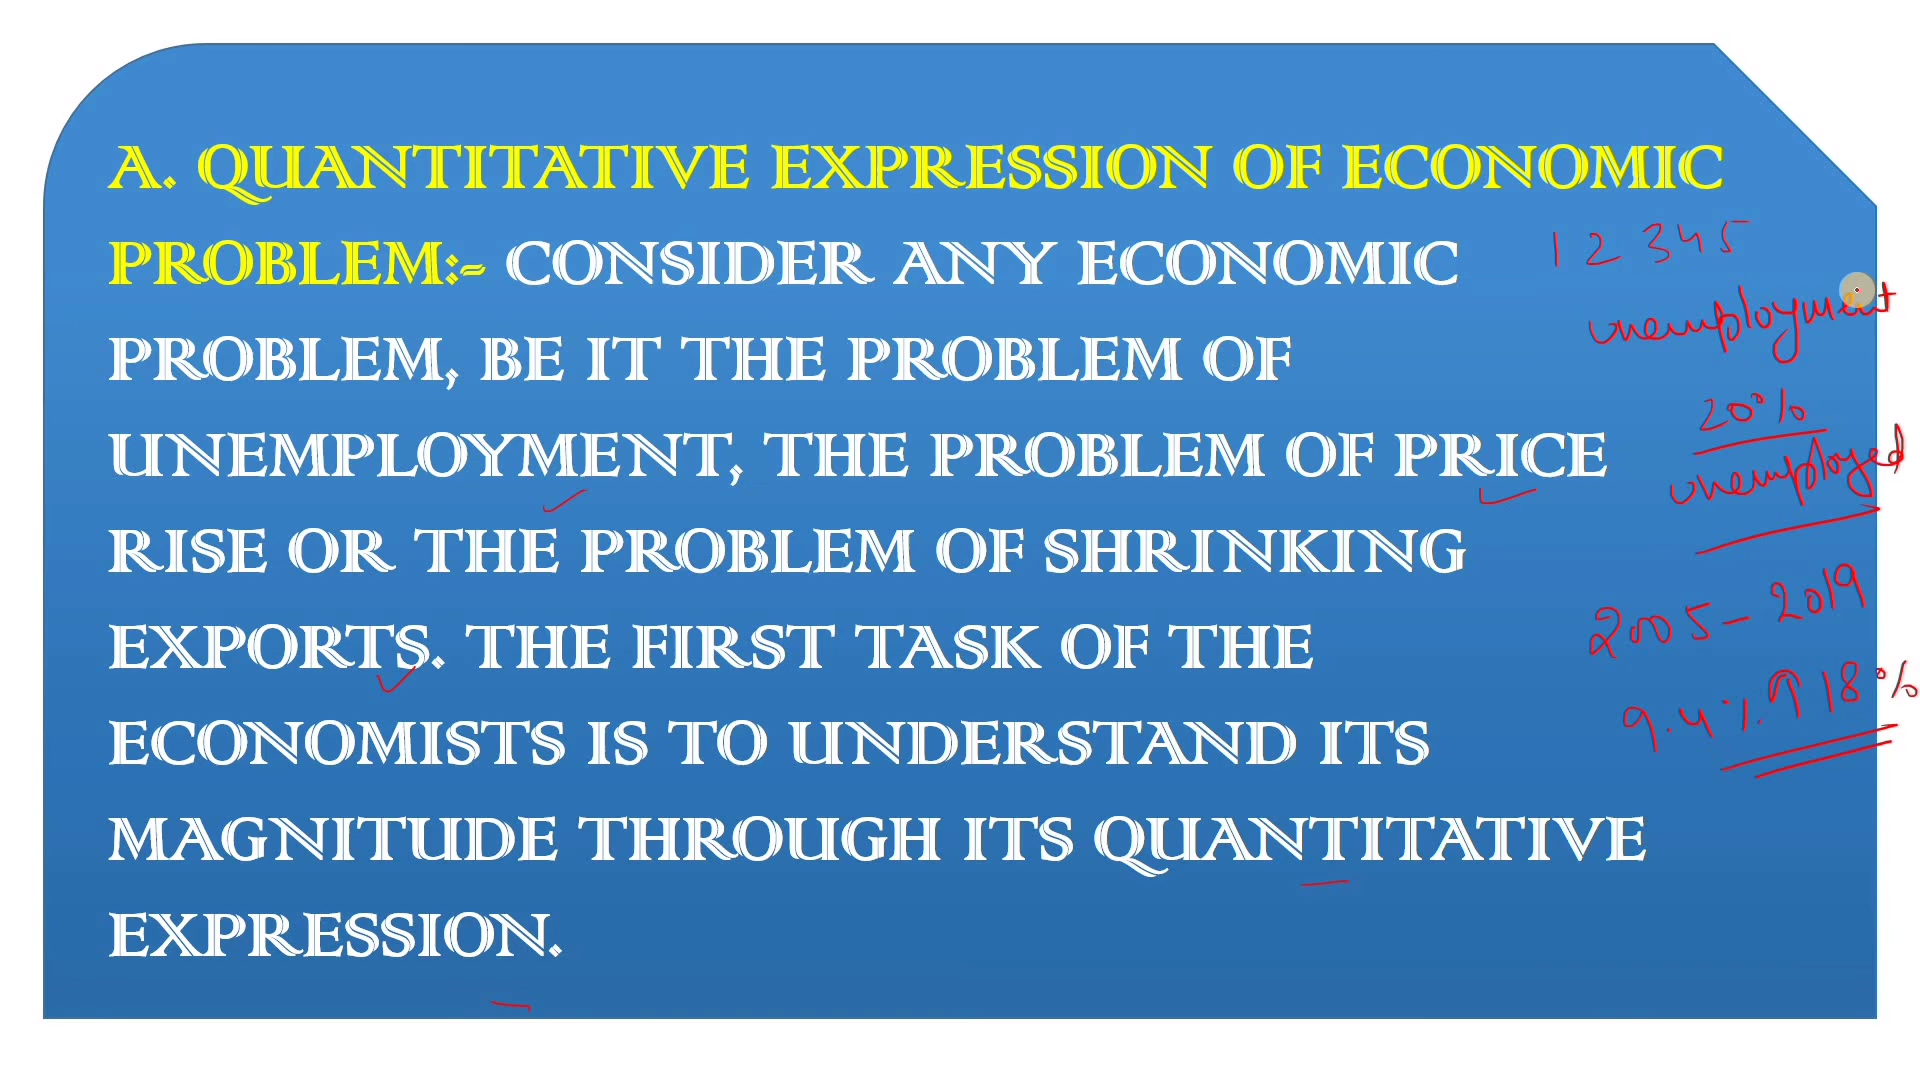 A. QUANTITATIVE EXPRESSION OF ECONOMIC
PROBLEM:- CONSIDER ANY ECONOMIC
PROBLEM, BE IT THE PROBLEM OF
UNEMPLOYMENT, THE PROBLEM OF PRICE
RISE OR THE PROBLEM OF SHRINKING
EXPORTS. THE FIRST TASK OF THE
ECONOMISTS IS TO UNDERSTAND ITS
MAGNITUDE THROUGH ITS QUANTITATIVE
EXPRESSION.
1 2 3 4 5
unemployment
20%
unemployed
2005 - 2019
9.4% ↑ 18%